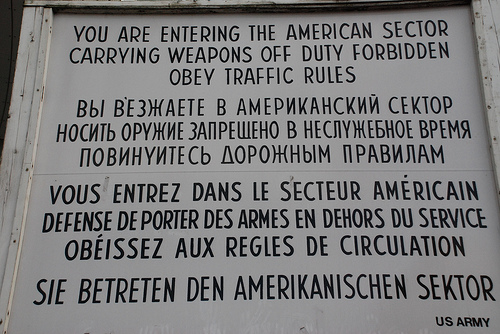 YOU ARE ENTERING THE AMERICAN SECTOR
CARRYING WEAPONS OFF DUTY FORBIDDEN
OBEY TRAFFIC RULES
ВЫ ВЪЕЗЖАЕТЕ В АМЕРИКАНСКИЙ СЕКТОР
НОСИТЬ ОРУЖИЕ ЗАПРЕЩЕНО В НЕСЛУЖЕБНОЕ ВРЕМЯ
ПОВИНУИТЕСЬ ДОРОЖНЫМ ПРАВИЛАМ
VOUS ENTREZ DANS LE SECTEUR AMÉRICAIN
DEFENSE DE PORTER DES ARMES EN DEHORS DU SERVICE
OBÉISSEZ AUX REGLES DE CIRCULATION
SIE BETRETEN DEN AMERIKANISCHEN SEKTOR
US ARMY